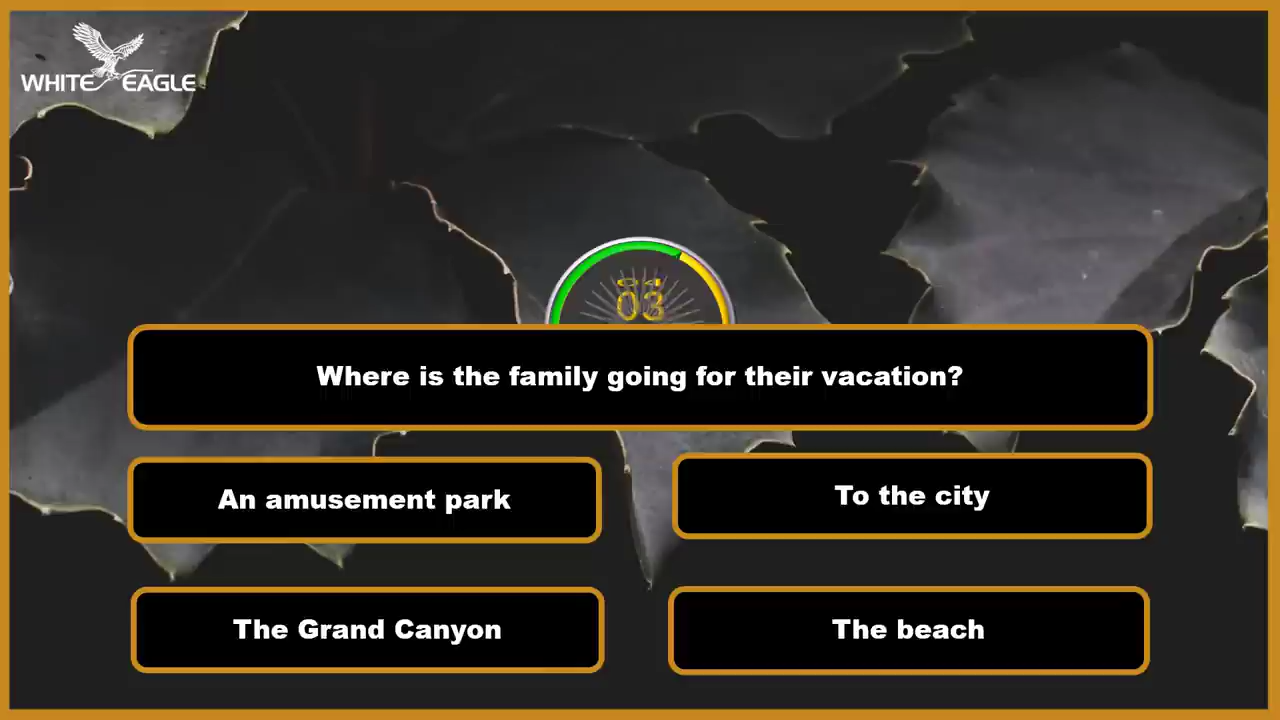 WHITE EAGLE
03
Where is the family going for their vacation?
An amusement park
To the city
The Grand Canyon
The beach